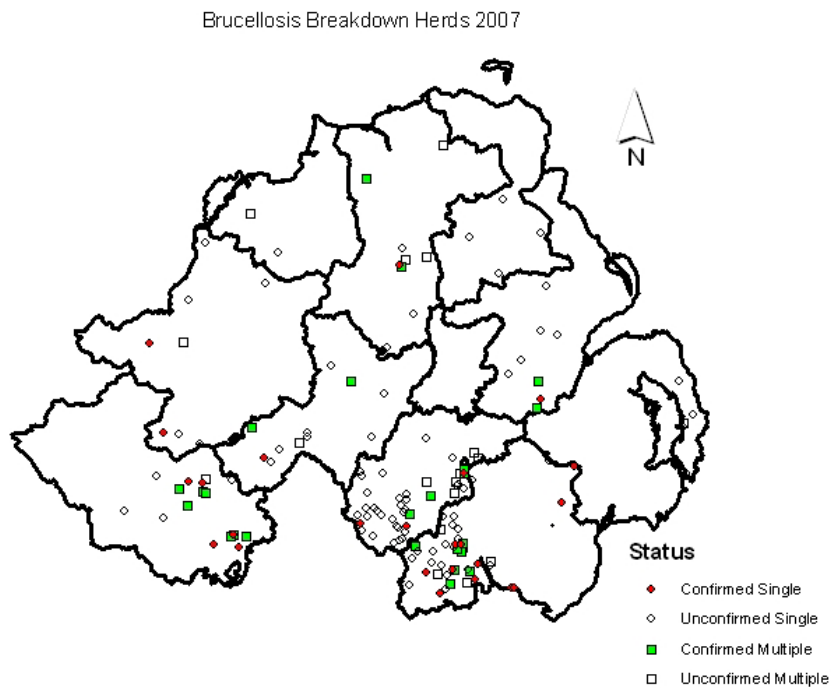 Brucellosis Breakdown Herds 2007
N
Status
Confirmed Single
Unconfirmed Single
Confirmed Multiple
Unconfirmed Multiple